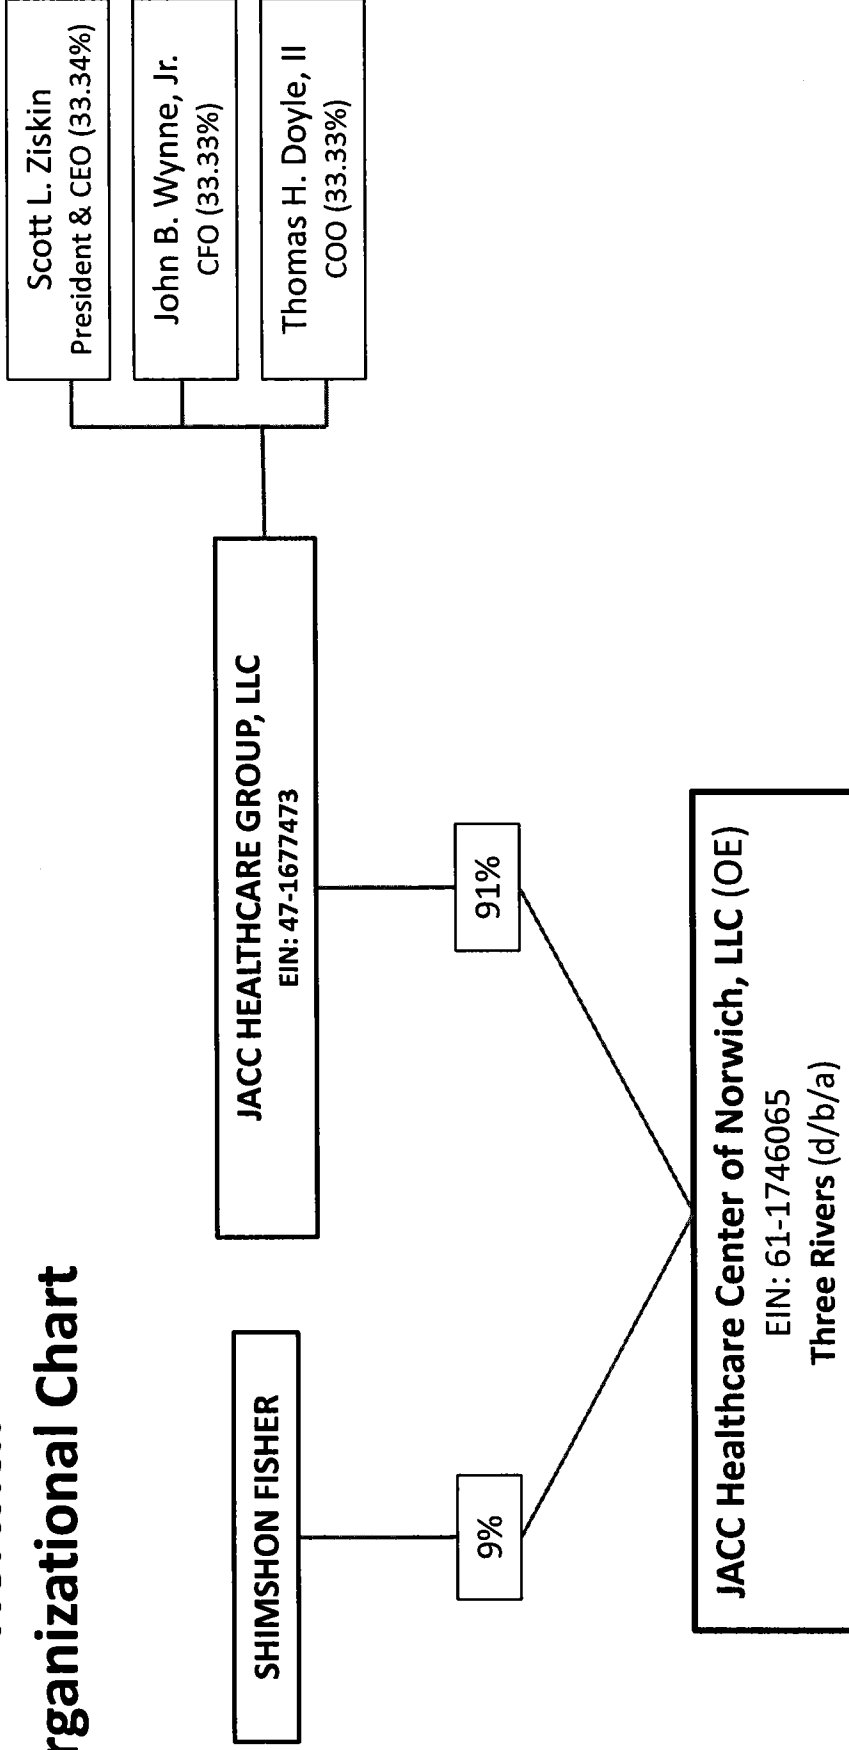 rganizational Chart
Scott L. Ziskin
President & CEO (33.34%)
John B. Wynne, Jr.
CFO (33.33%)
Thomas H. Doyle, II
COO (33.33%)
SHIMSHON FISHER
JACC HEALTHCARE GROUP, LLC
EIN: 47-1677473
9%
91%
JACC Healthcare Center of Norwich, LLC (OE)
EIN: 61-1746065
Three Rivers (d/b/a)